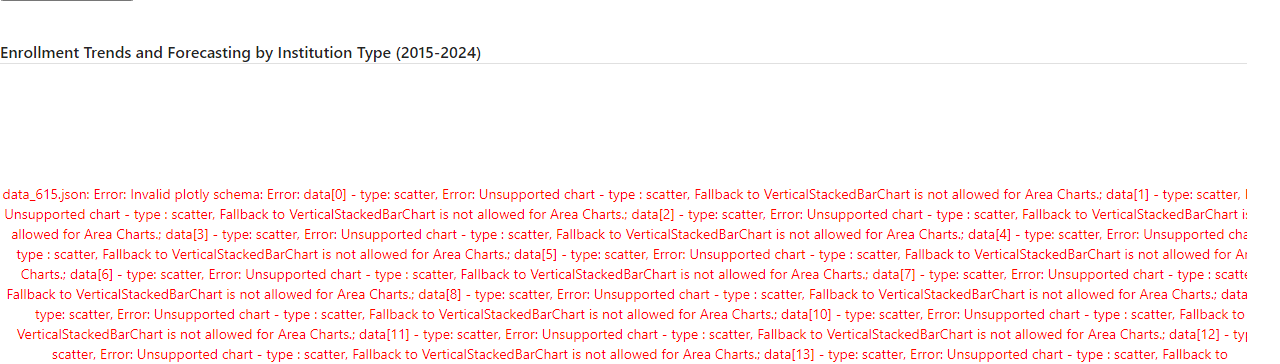 Enrollment Trends and Forecasting by Institution Type (2015-2024)
data_615.json: Error: Invalid plotly schema: Error: data[0] - type: scatter, Error: Unsupported chart - type : scatter, Fallback to VerticalStackedBarChart is not allowed for Area Charts.; data[1] - type: scatter,
Unsupported chart - type : scatter, Fallback to VerticalStackedBarChart is not allowed for Area Charts.; data[2] - type: scatter, Error: Unsupported chart - type : scatter, Fallback to VerticalStackedBarChart
allowed for Area Charts.; data[3] - type: scatter, Error: Unsupported chart - type : scatter, Fallback to VerticalStackedBarChart is not allowed for Area Charts.; data[4] - type: scatter, Error: Unsupported
type : scatter, Fallback to VerticalStackedBarChart is not allowed for Area Charts.; data[5] - type: scatter, Error: Unsupported chart - type : scatter, Fallback to VerticalStackedBarChart is not allowed for
Charts.; data[6] - type: scatter, Error: Unsupported chart - type : scatter, Fallback to VerticalStackedBarChart is not allowed for Area Charts.; data[7] - type: scatter, Error: Unsupported chart - type :
Fallback to VerticalStackedBarChart is not allowed for Area Charts.; data[8] - type: scatter, Error: Unsupported chart - type : scatter, Fallback to VerticalStackedBarChart is not allowed for Area Charts.; data
type: scatter, Error: Unsupported chart - type : scatter, Fallback to VerticalStackedBarChart is not allowed for Area Charts.; data[10] - type: scatter, Error: Unsupported chart - type : scatter, Fallback to
VerticalStackedBarChart is not allowed for Area Charts.; data[11] - type: scatter, Error: Unsupported chart - type : scatter, Fallback to VerticalStackedBarChart is not allowed for Area Charts.; data[12] -
scatter, Error: Unsupported chart - type : scatter, Fallback to VerticalStackedBarChart is not allowed for Area Charts.; data[13] - type: scatter, Error: Unsupported chart - type : scatter, Fallback to